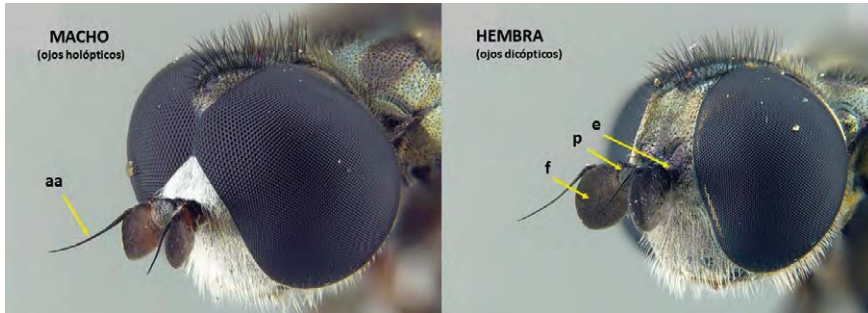 MACHO
(ojos holópticos)
aa
HEMBRA
(ojos dicópticos)
e
p
f